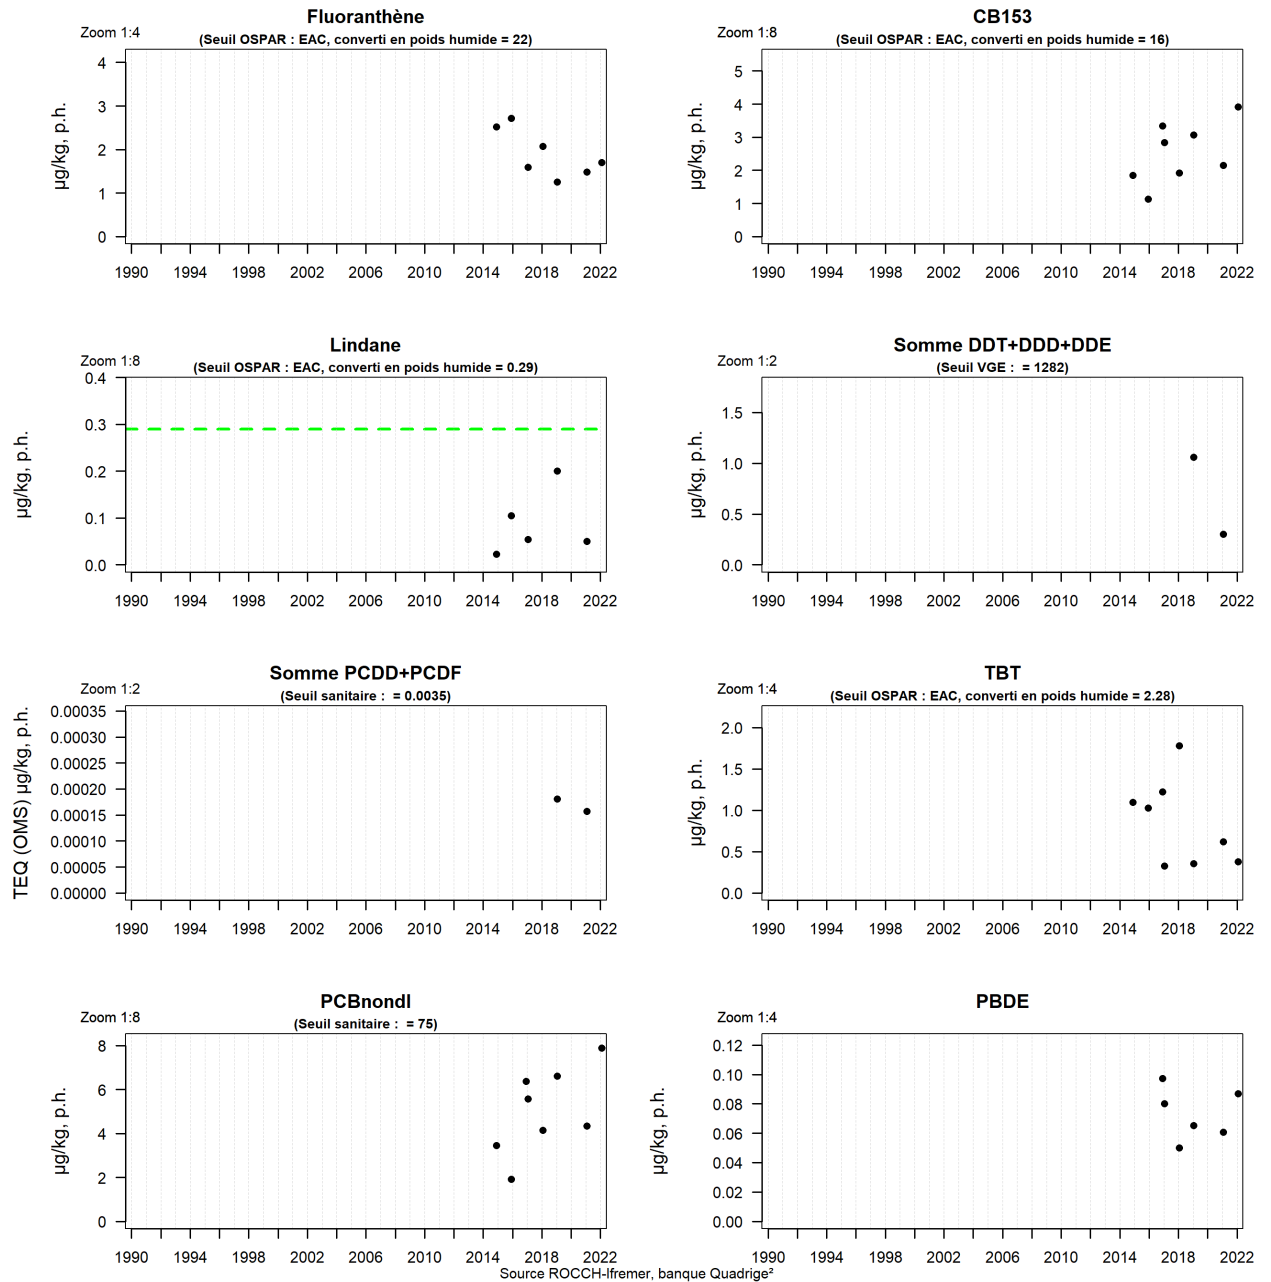 Fluoranthène
Zoom 1:4
(Seuil OSPAR : EAC, converti en poids humide = 22)
µg/kg, p.h.
4
3
2
1
0
1990 1994 1998 2002 2006 2010 2014 2018 2022
CB153
Zoom 1:8
(Seuil OSPAR : EAC, converti en poids humide = 16)
µg/kg, p.h.
5
4
3
2
1
0
1990 1994 1998 2002 2006 2010 2014 2018 2022
Lindane
Zoom 1:8
(Seuil OSPAR : EAC, converti en poids humide = 0.29)
µg/kg, p.h.
0.4
0.3
0.2
0.1
0.0
1990 1994 1998 2002 2006 2010 2014 2018 2022
Somme DDT+DDD+DDE
Zoom 1:2
(Seuil VGE :  = 1282)
µg/kg, p.h.
1.5
1.0
0.5
0.0
1990 1994 1998 2002 2006 2010 2014 2018 2022
Somme PCDD+PCDF
Zoom 1:2
(Seuil sanitaire :  = 0.0035)
TEQ (OMS) µg/kg, p.h.
0.00035
0.00030
0.00025
0.00020
0.00015
0.00010
0.00005
0.00000
1990 1994 1998 2002 2006 2010 2014 2018 2022
TBT
Zoom 1:4
(Seuil OSPAR : EAC, converti en poids humide = 2.28)
µg/kg, p.h.
2.0
1.5
1.0
0.5
0.0
1990 1994 1998 2002 2006 2010 2014 2018 2022
PCBnondl
Zoom 1:8
(Seuil sanitaire :  = 75)
µg/kg, p.h.
8
6
4
2
0
1990 1994 1998 2002 2006 2010 2014 2018 2022
PBDE
Zoom 1:4
µg/kg, p.h.
0.12
0.10
0.08
0.06
0.04
0.02
0.00
1990 1994 1998 2002 2006 2010 2014 2018 2022
Source ROCCH-Ifremer, banque Quadrige²